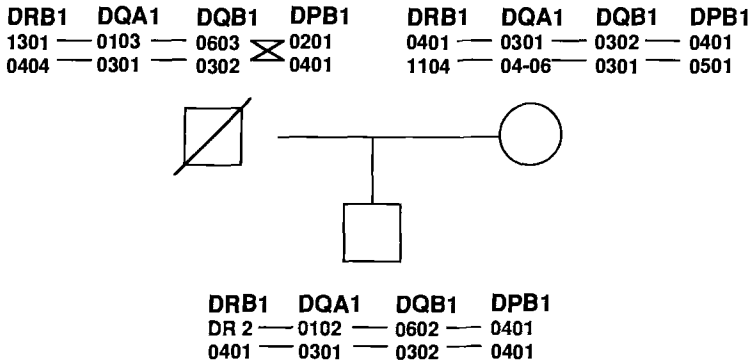 DRB1 DQA1 DQB1 DPB1
1301 — 0103 — 0603 0201
0404 — 0301 — 0302 0401
DRB1 DQA1 DQB1 DPB1
0401 — 0301 — 0302 — 0401
1104 — 04-06 — 0301 — 0501
DRB1 DQA1 DQB1 DPB1
DR 2 — 0102 — 0602 — 0401
0401 — 0301 — 0302 — 0401